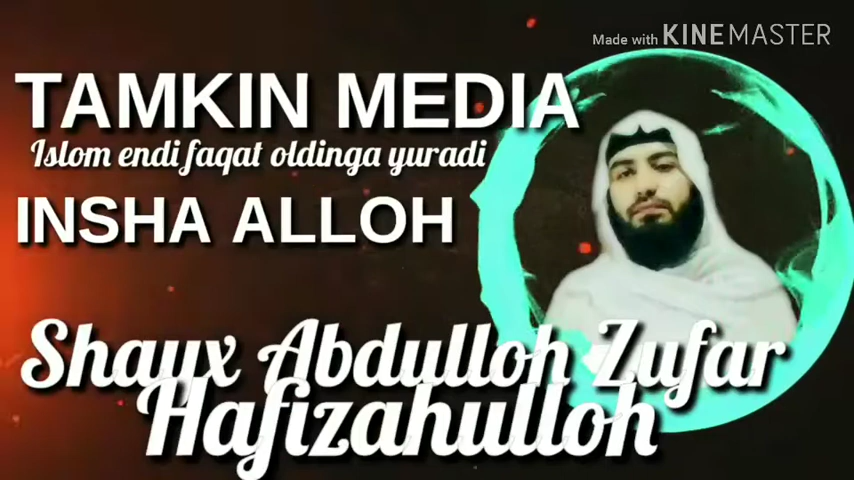 Made with KINEMASTER
TAMKIN MEDIA
Islom endi faqat oldinga yuradi
INSHA ALLOH
Shayx Abdulloh Zufar
Hafizahulloh